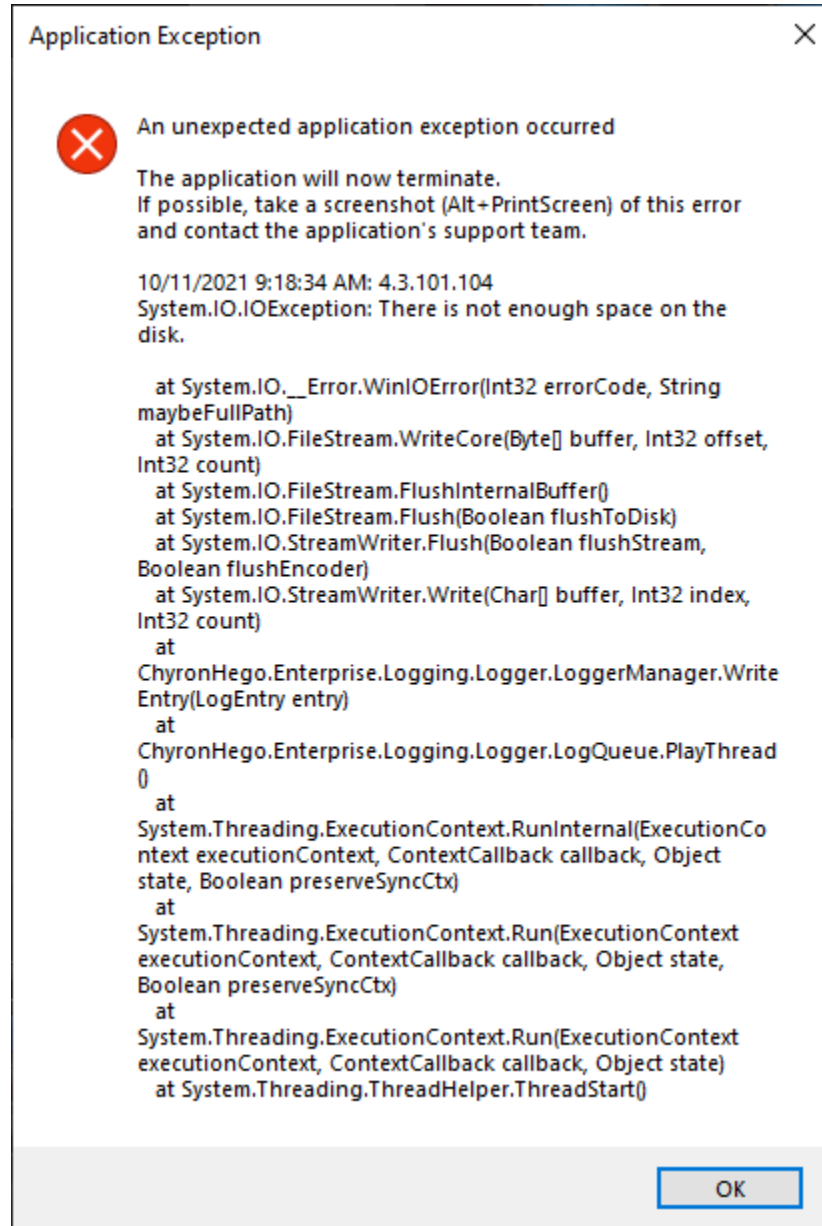 Application Exception
An unexpected application exception occurred
The application will now terminate.
If possible, take a screenshot (Alt+PrintScreen) of this error
and contact the application's support team.
10/11/2021 9:18:34 AM: 4.3.101.104
System.IO.IOException: There is not enough space on the
disk.
at System.IO.__Error.WinIOError(Int32 errorCode, String
maybeFullPath)
at System.IO.FileStream.WriteCore(Byte[] buffer, Int32 offset,
Int32 count)
at System.IO.FileStream.FlushInternalBuffer()
at System.IO.FileStream.Flush(Boolean flushToDisk)
at System.IO.StreamWriter.Flush(Boolean flushStream,
Boolean flushEncoder)
at System.IO.StreamWriter.Write(Char[] buffer, Int32 index,
Int32 count)
at
ChyronHego.Enterprise.Logging.Logger.LoggerManager.Write
Entry(LogEntry entry)
at
ChyronHego.Enterprise.Logging.Logger.LogQueue.PlayThread
()
at
System.Threading.ExecutionContext.RunInternal(ExecutionCo
ntext executionContext, ContextCallback callback, Object
state, Boolean preserveSyncCtx)
at
System.Threading.ExecutionContext.Run(ExecutionContext
executionContext, ContextCallback callback, Object state,
Boolean preserveSyncCtx)
at
System.Threading.ExecutionContext.Run(ExecutionContext
executionContext, ContextCallback callback, Object state)
at System.Threading.ThreadHelper.ThreadStart()
OK